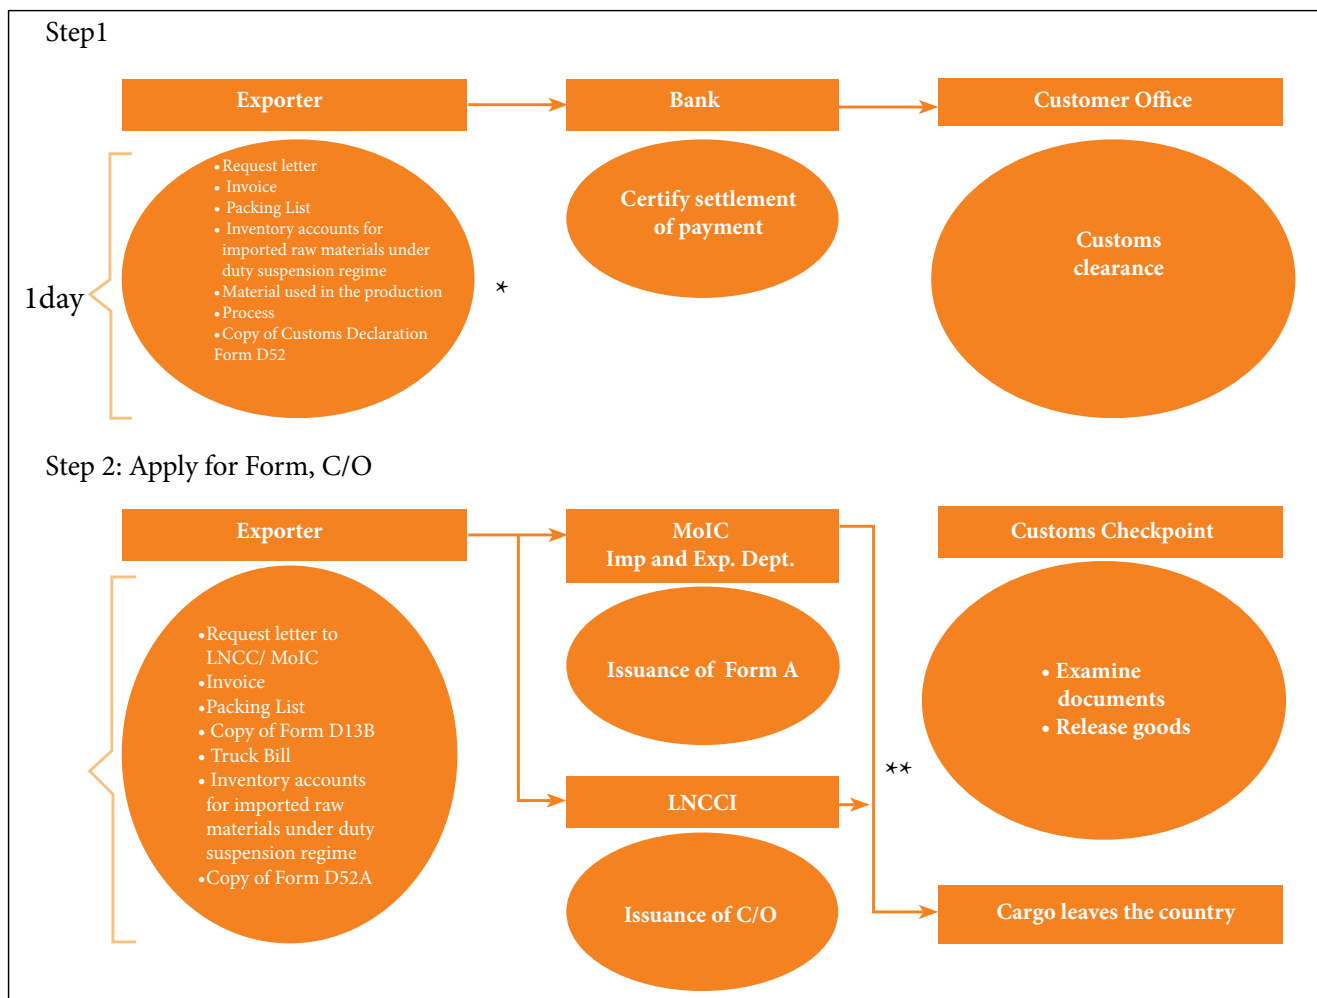 Step1
Exporter
Bank
Customer Office
1day
•Request letter
• Invoice
• Packing List
• Inventory accounts for
imported raw materials under
duty suspension regime
•Material used in the production
•Process
•Copy of Customs Declaration
Form D52
*
Certify settlement
of payment
Customs
clearance
Step 2: Apply for Form, C/O
Exporter
MoIC
Imp and Exp. Dept.
Customs Checkpoint
•Request letter to
LNCC/ MoIC
•Invoice
•Packing List
• Copy of Form D13B
• Truck Bill
• Inventory accounts
for imported raw
materials under duty
suspension regime
•Copy of Form D52A
Issuance of Form A
• Examine
documents
• Release goods
**
LNCCI
Issuance of C/O
Cargo leaves the country